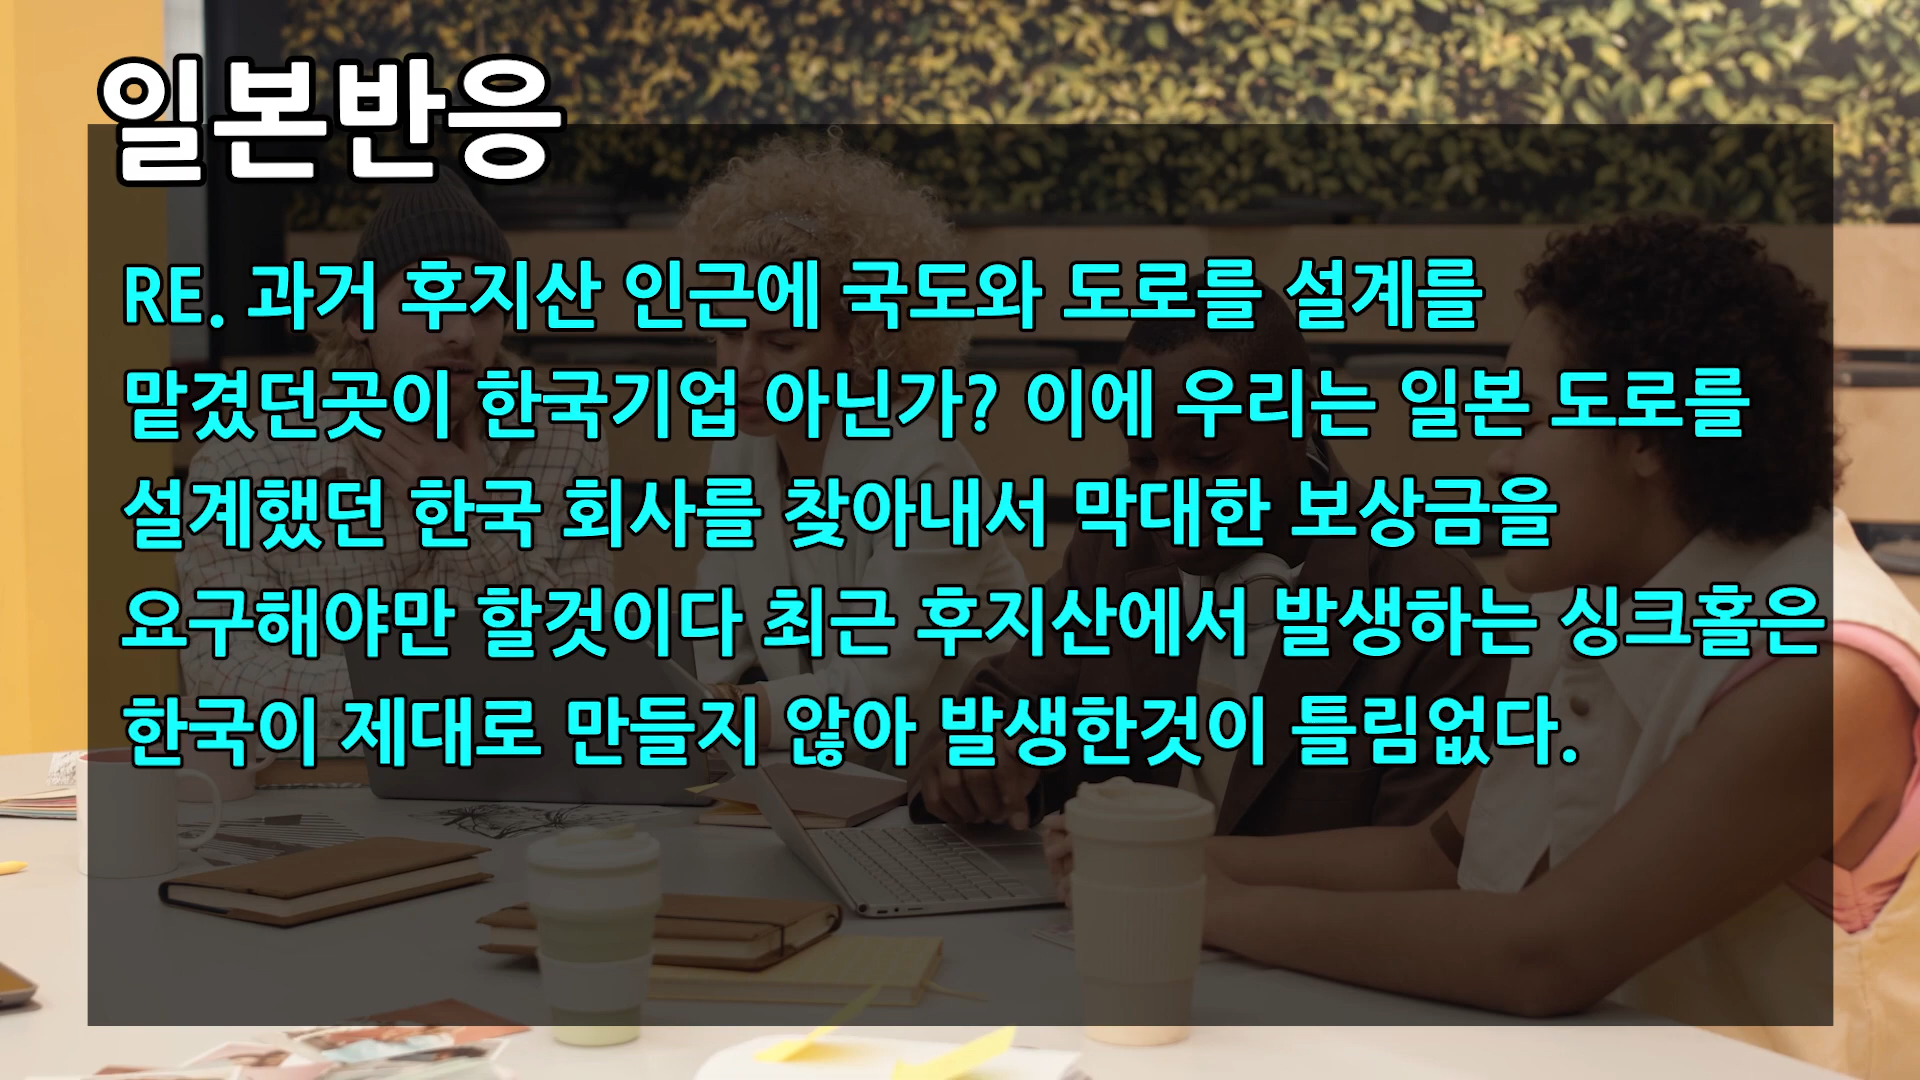 일본반응
RE. 과거 후지산 인근에 국도와 도로를 설계를
맡겼던곳이 한국기업 아닌가? 이에 우리는 일본 도로를
설계했던 한국 회사를 찾아내서 막대한 보상금을
요구해야만 할것이다 최근 후지산에서 발생하는 싱크홀은
한국이 제대로 만들지 않아 발생한것이 틀림없다.